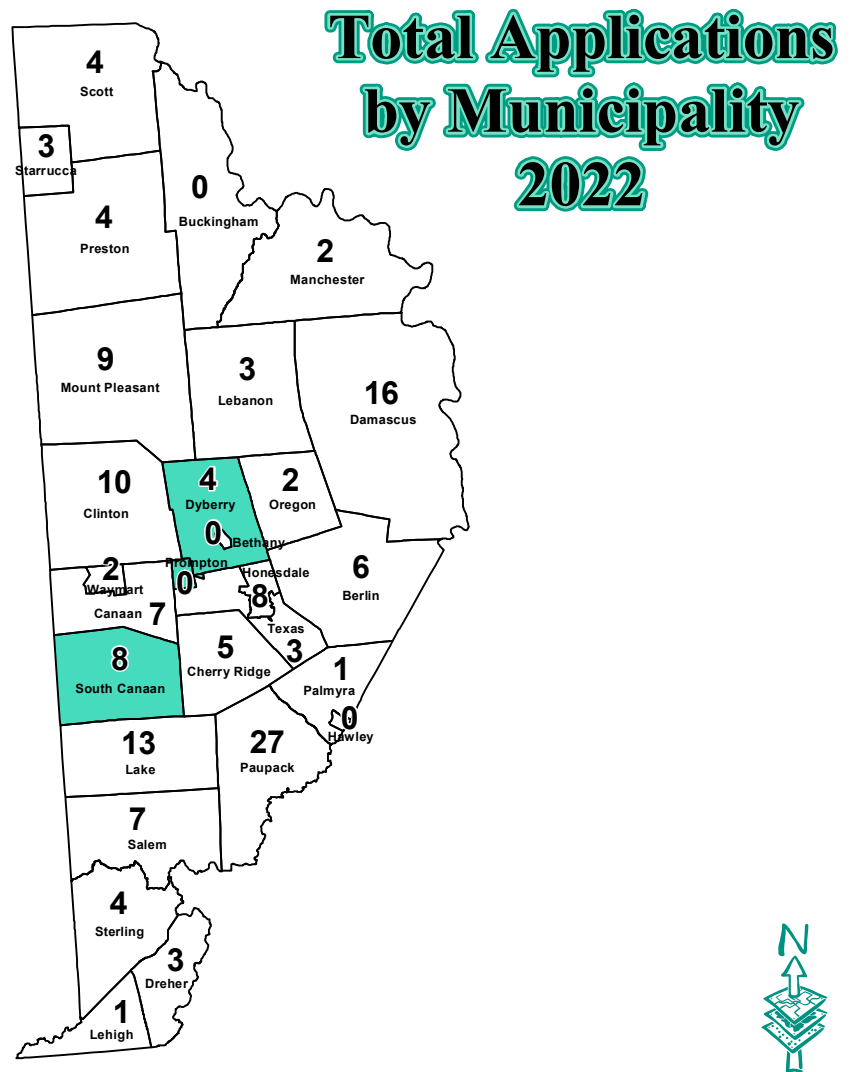 Total Applications
by Municipality
2022
4
Scott
3
Starrucca
0
Buckingham
4
Preston
2
Manchester
9
Mount Pleasant
3
Lebanon
16
Damascus
10
Clinton
4
Dyberry
2
Oregon
0
Bethany
Prompton
0
Honesdale
8
6
Berlin
2
Waymart
Canaan 7
Texas
3
8
South Canaan
5
Cherry Ridge
1
Palmyra
0
Hawley
13
Lake
27
Paupack
7
Salem
4
Sterling
3
Dreher
1
Lehigh
N